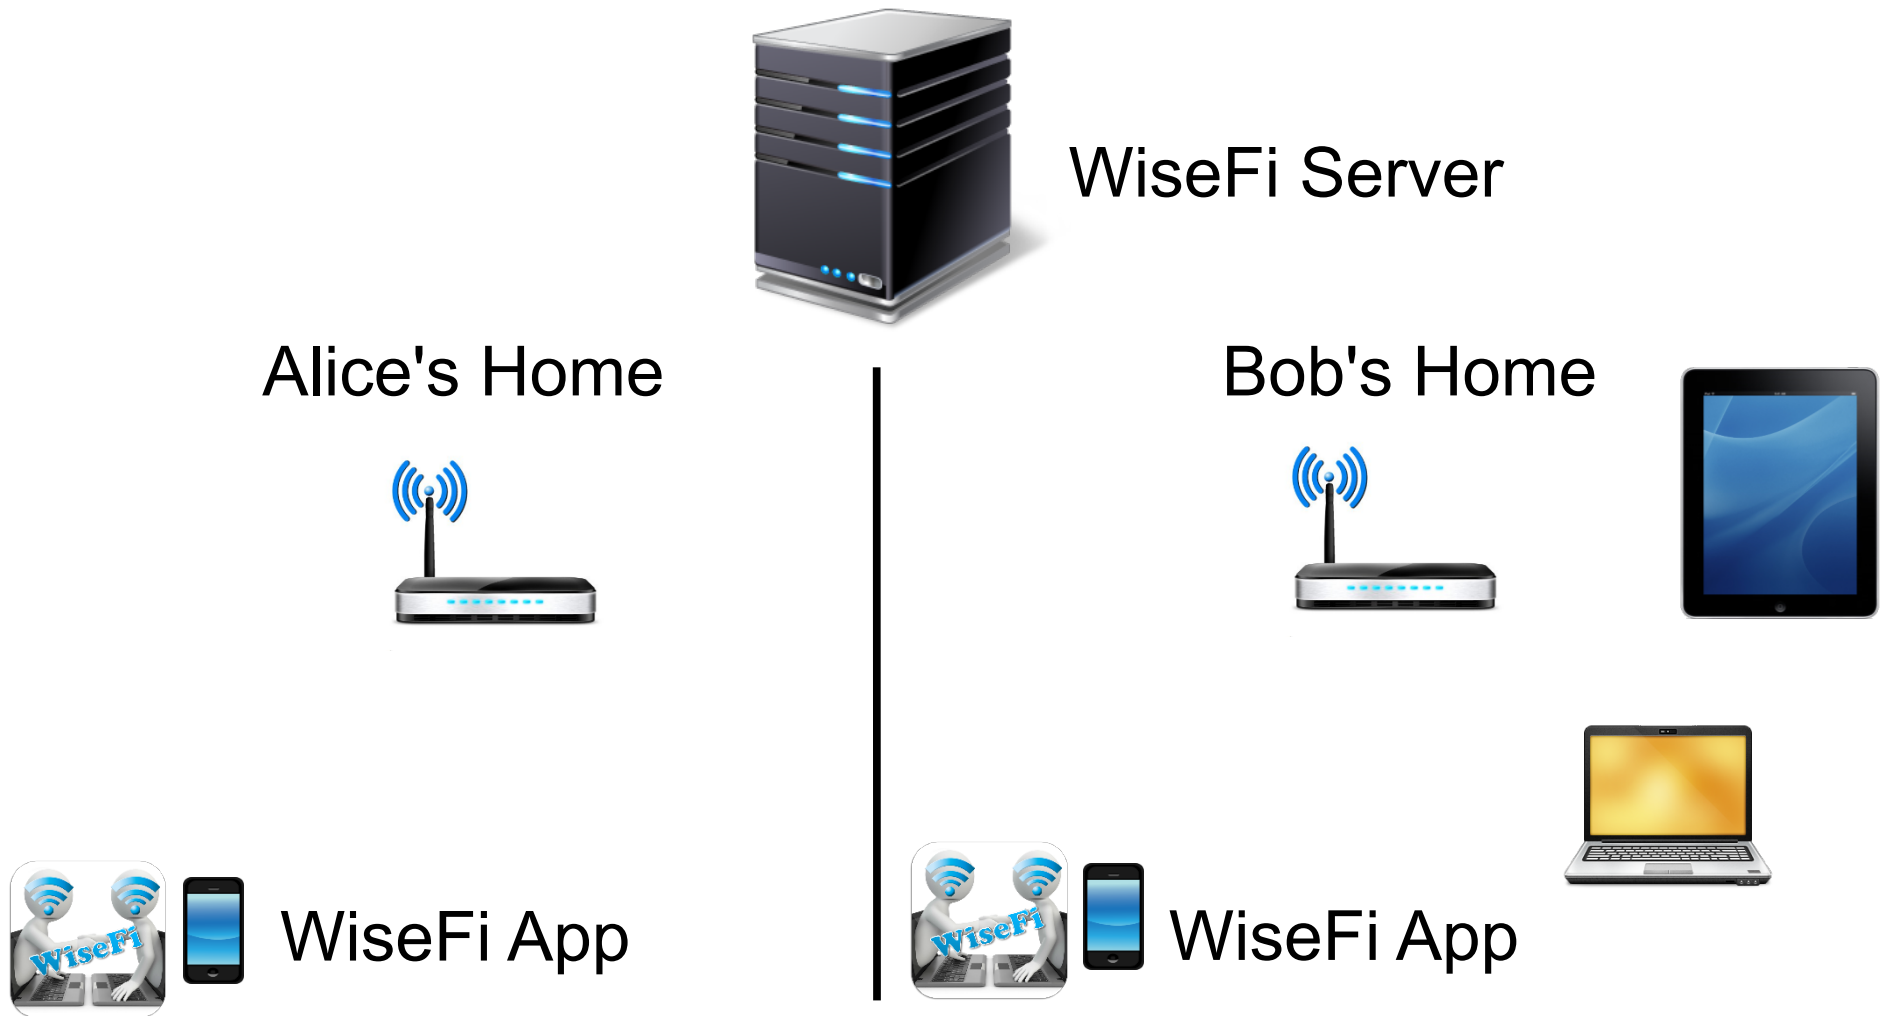 WiseFi Server
Alice's Home
Bob's Home
WiseFi
WiseFi App
WiseFi
WiseFi App